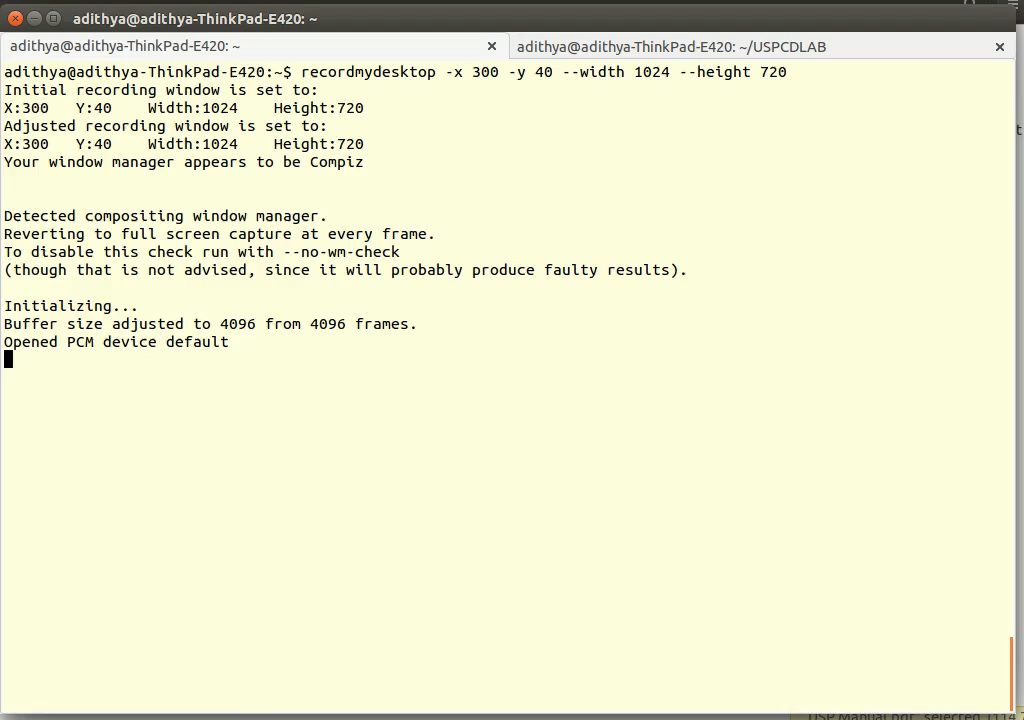 adithya@adithya-ThinkPad-E420: ~
adithya@adithya-ThinkPad-E420: ~ × adithya@adithya-ThinkPad-E420: ~/USPCDLAB ×
adithya@adithya-ThinkPad-E420:~$ recordmydesktop -x 300 -y 40 --width 1024 --height 720
Initial recording window is set to:
X:300   Y:40    Width:1024    Height:720
Adjusted recording window is set to:
X:300   Y:40    Width:1024    Height:720
Your window manager appears to be Compiz
Detected compositing window manager.
Reverting to full screen capture at every frame.
To disable this check run with --no-wm-check
(though that is not advised, since it will probably produce faulty results).
Initializing...
Buffer size adjusted to 4096 from 4096 frames.
Opened PCM device default
selected (114